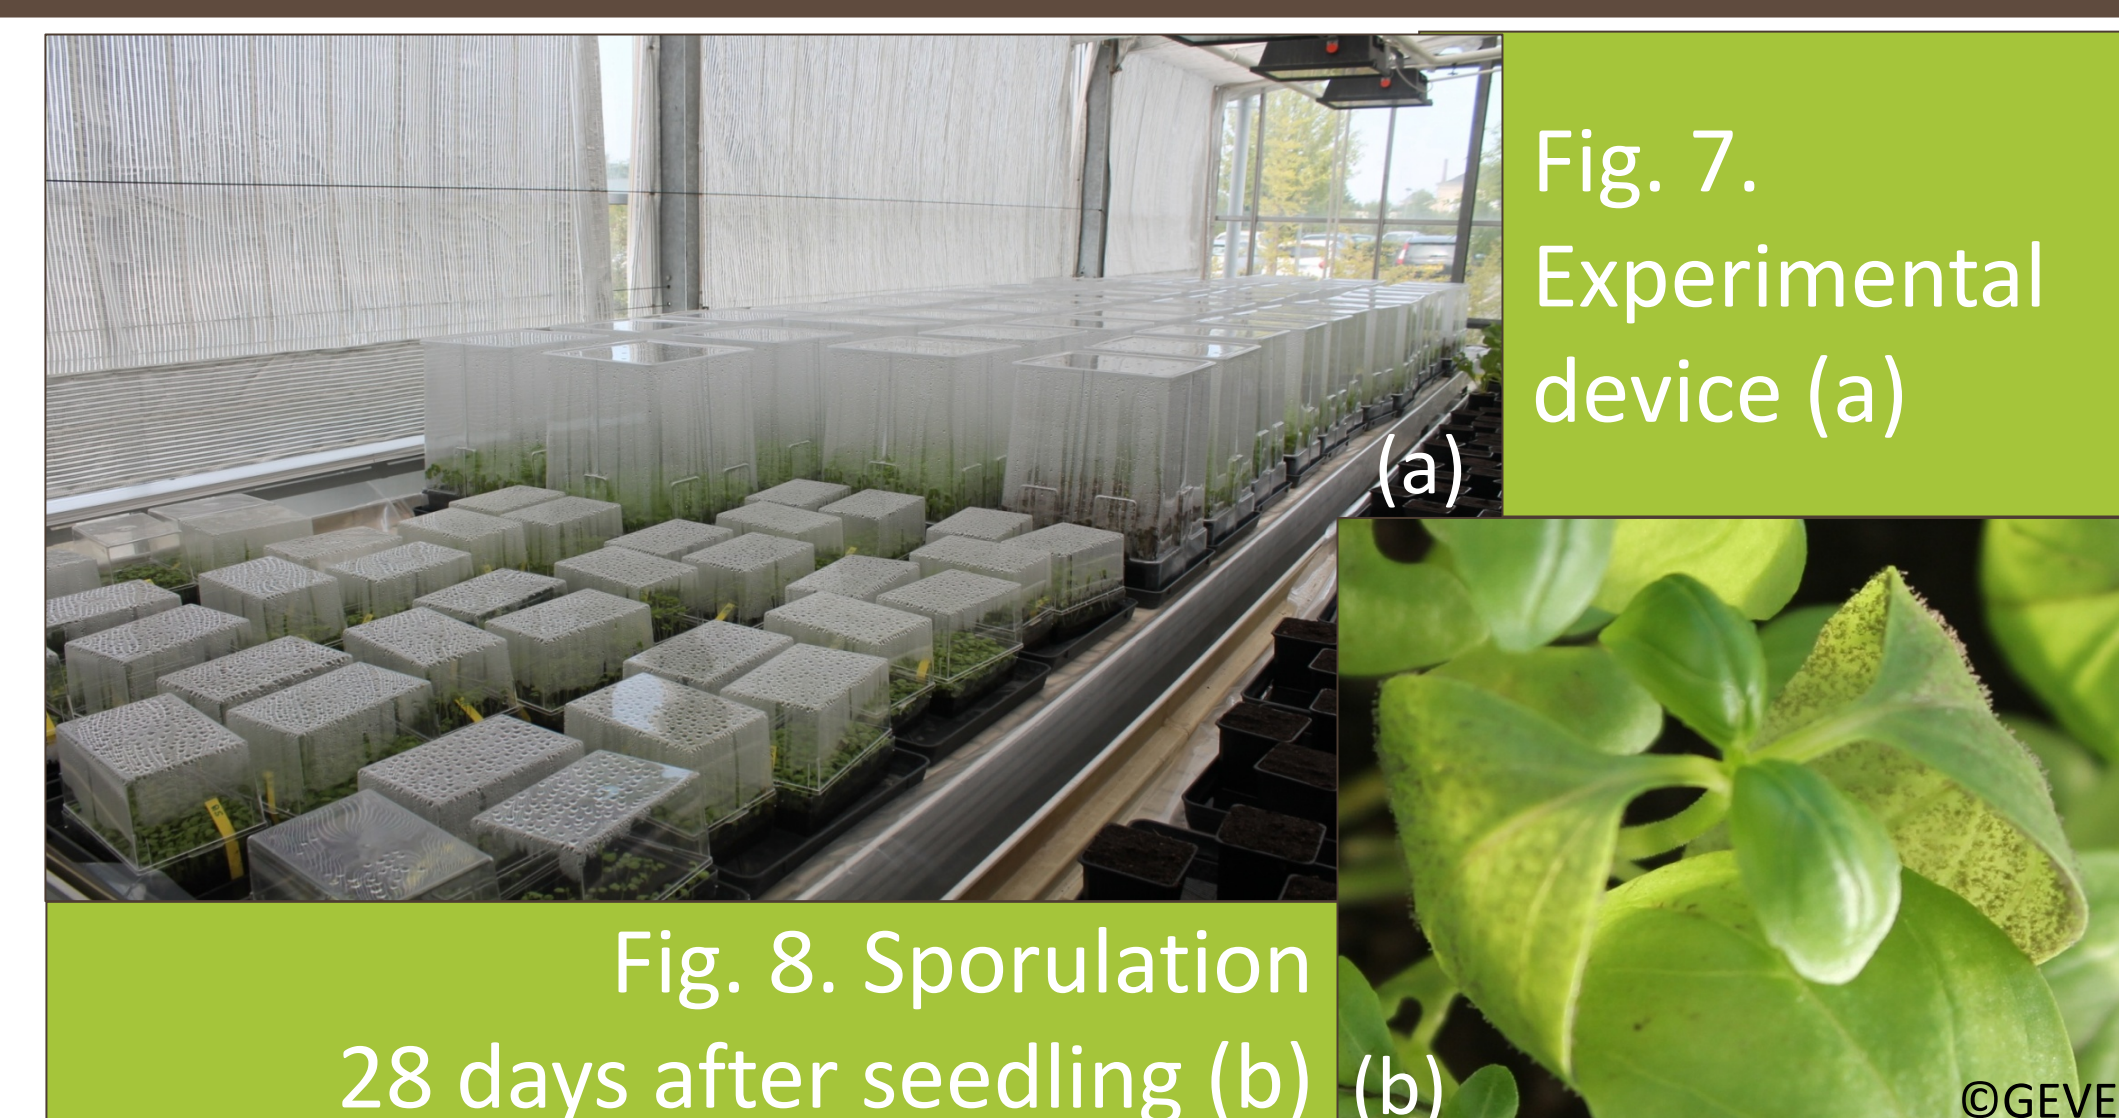 Fig. 7.
Experimental
device (a)
(a)
Fig. 8. Sporulation
28 days after seedling (b)
(b)
©GEVE